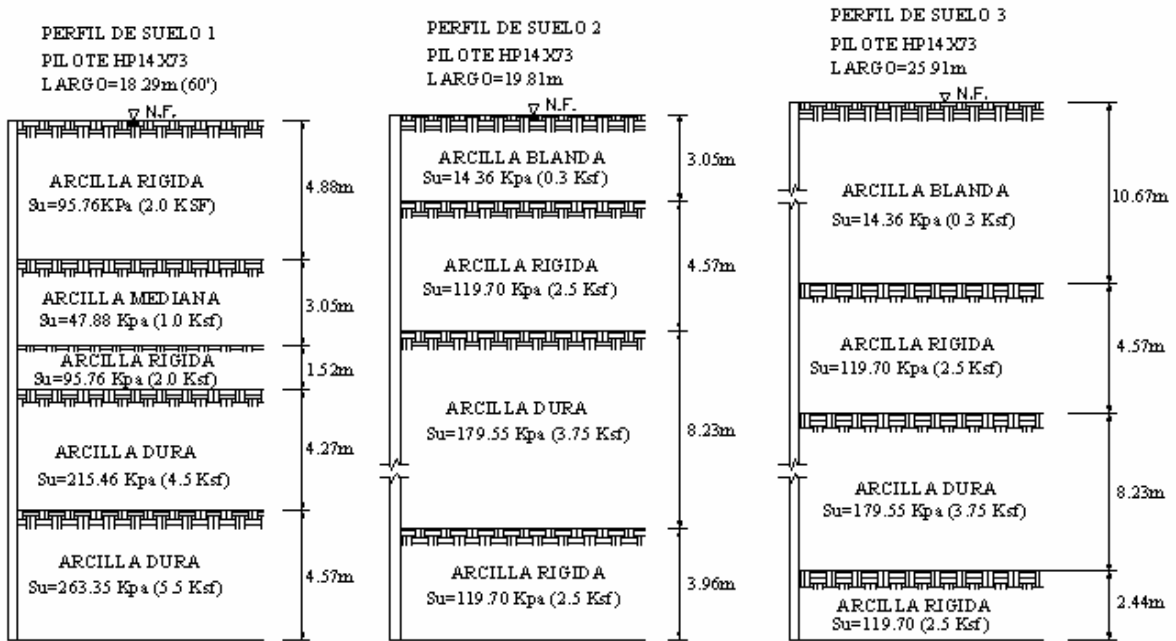 PERFIL DE SUELO 1
PILOTE HP14X73
LARGO=18.29m (60')
N.F.
ARCILLA RIGIDA
Su=95.76KPa (2.0 KSF)
4.88m
ARCILLA MEDIANA
Su=47.88 Kpa (1.0 Ksf)
3.05m
ARCILLA RIGIDA
Su=95.76 Kpa (2.0 Ksf)
1.52m
ARCILLA DURA
Su=215.46 Kpa (4.5 Ksf)
4.27m
ARCILLA DURA
Su=263.35 Kpa (5.5 Ksf)
4.57m
PERFIL DE SUELO 2
PILOTE HP14X73
LARGO=19.81m
N.F.
ARCILLA BLANDA
Su=14.36 Kpa (0.3 Ksf)
3.05m
ARCILLA RIGIDA
Su=119.70 Kpa (2.5 Ksf)
4.57m
ARCILLA DURA
Su=179.55 Kpa (3.75 Ksf)
8.23m
ARCILLA RIGIDA
Su=119.70 Kpa (2.5 Ksf)
3.96m
PERFIL DE SUELO 3
PILOTE HP14X73
LARGO=25.91m
N.F.
ARCILLA BLANDA
Su=14.36 Kpa (0.3 Ksf)
10.67m
ARCILLA RIGIDA
Su=119.70 Kpa (2.5 Ksf)
4.57m
ARCILLA DURA
Su=179.55 Kpa (3.75 Ksf)
8.23m
ARCILLA RIGIDA
Su=119.70 (2.5 Ksf)
2.44m